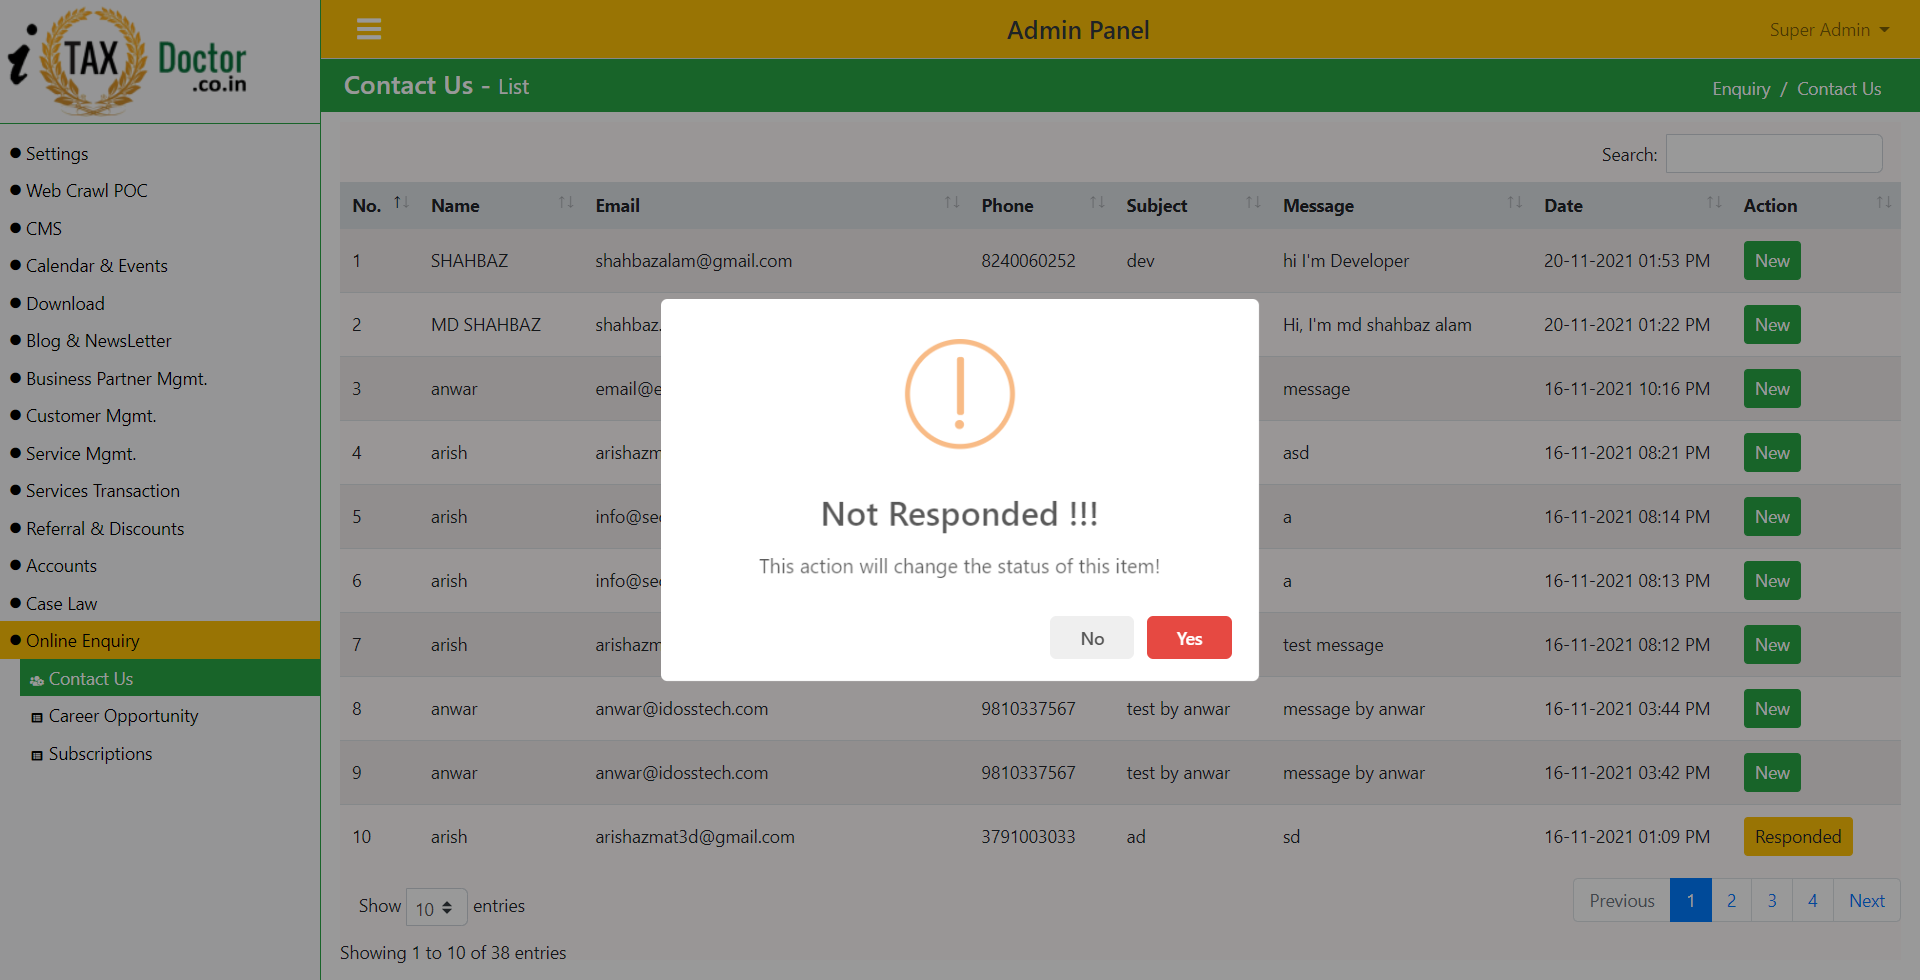 i TAX Doctor
.co.in
Admin Panel
Super Admin
Contact Us - List
Enquiry / Contact Us
Settings
Web Crawl POC
CMS
Calendar & Events
Download
Blog & NewsLetter
Business Partner Mgmt.
Customer Mgmt.
Service Mgmt.
Services Transaction
Referral & Discounts
Accounts
Case Law
Online Enquiry
Contact Us
Career Opportunity
Subscriptions
Search:
No. Name Email Phone Subject Message Date Action
1 SHAHBAZ shahbazalam@gmail.com 8240060252 dev hi I'm Developer 20-11-2021 01:53 PM New
2 MD SHAHBAZ shahbaz. Hi, I'm md shahbaz alam 20-11-2021 01:22 PM New
3 anwar email@e message 16-11-2021 10:16 PM New
4 arish arishazm asd 16-11-2021 08:21 PM New
5 arish info@se a 16-11-2021 08:14 PM New
6 arish info@se a 16-11-2021 08:13 PM New
7 arish arishazm test message 16-11-2021 08:12 PM New
8 anwar anwar@idosstech.com 9810337567 test by anwar message by anwar 16-11-2021 03:44 PM New
9 anwar anwar@idosstech.com 9810337567 test by anwar message by anwar 16-11-2021 03:42 PM New
10 arish arishazmat3d@gmail.com 3791003033 ad sd 16-11-2021 01:09 PM Responded
Not Responded !!!
This action will change the status of this item!
No Yes
Show 10 entries
Previous 1 2 3 4 Next
Showing 1 to 10 of 38 entries